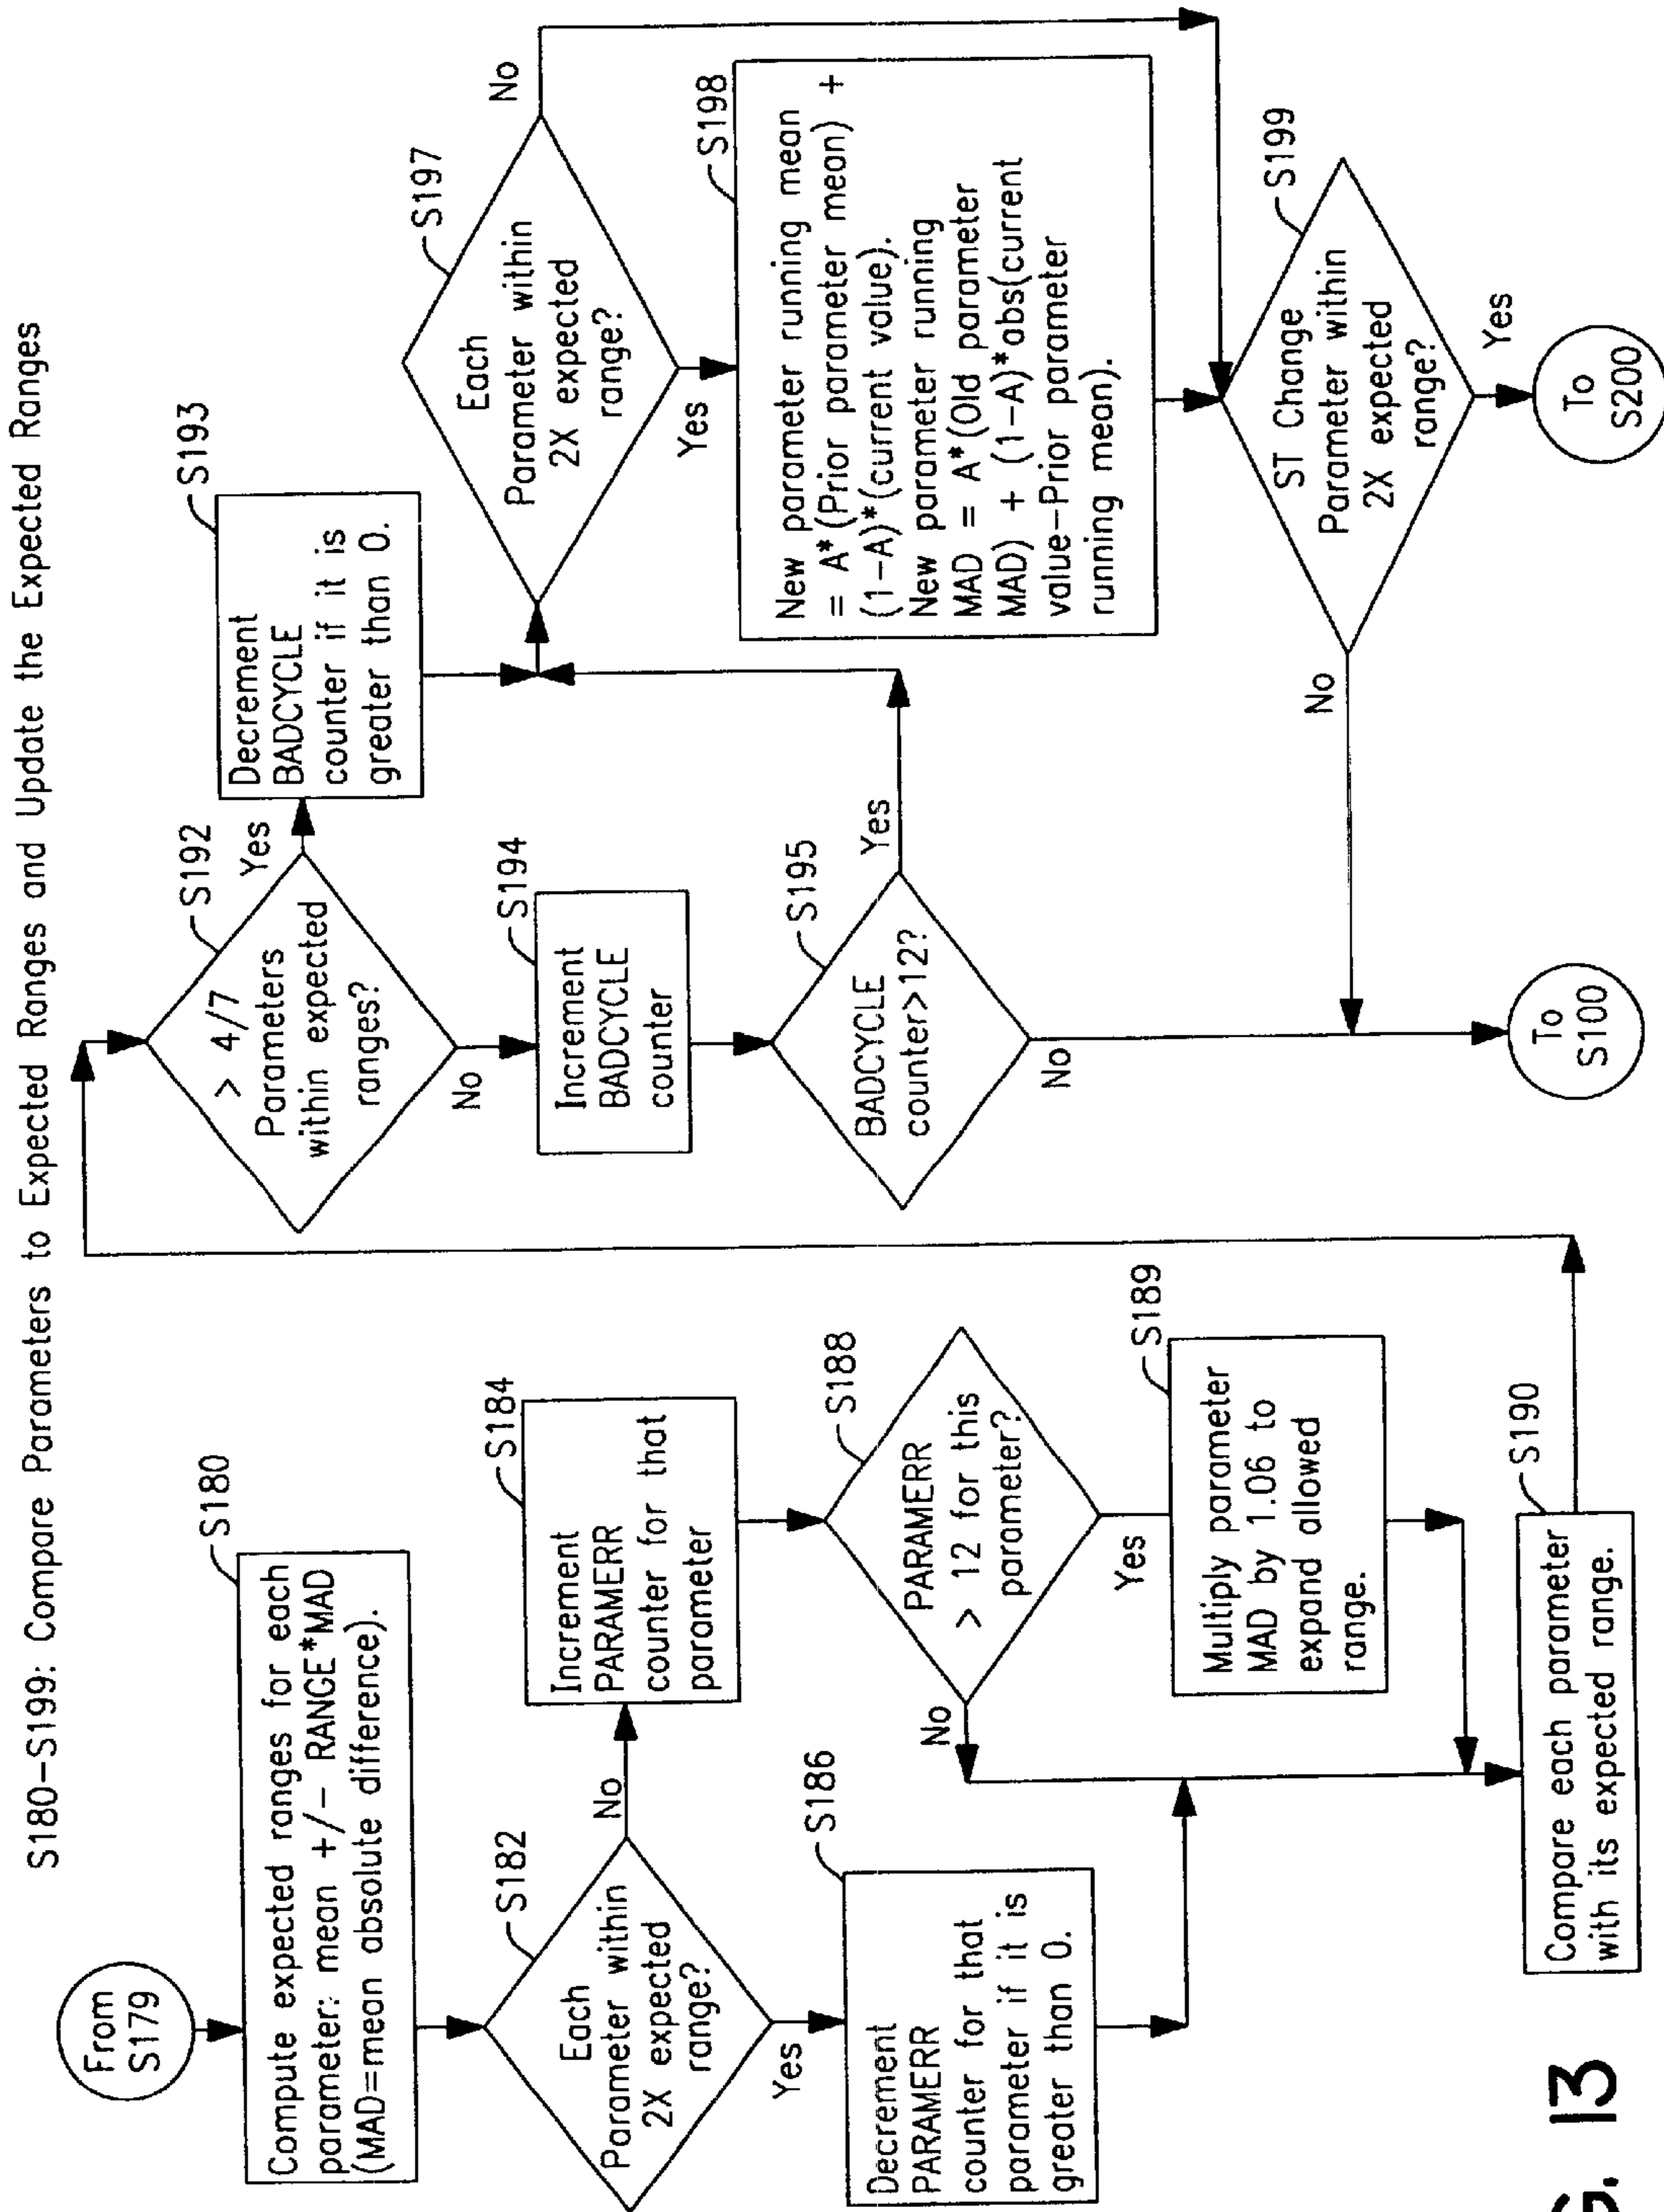 S180-S199: Compare Parameters to Expected Ranges and Update the Expected Ranges
From
S179
S180
Compute expected ranges for each
parameter: mean +/- RANGE*MAD
(MAD=mean absolute difference).
S182
Each
Parameter within
2X expected
range?
No
Yes
S184
Increment
PARAMERR
counter for that
parameter
S186
Decrement
PARAMERR
counter for that
parameter if it is
greater than 0.
S188
PARAMERR
> 12 for this
parameter?
No
Yes
S189
Multiply parameter
MAD by 1.06 to
expand allowed
range.
S190
Compare each parameter
with its expected range.
S192
> 4/7
Parameters
within expected
ranges?
Yes
No
S193
Decrement
BADCYCLE
counter if it is
greater than 0.
S194
Increment
BADCYCLE
counter
S195
BADCYCLE
counter>12?
Yes
No
S197
Each
Parameter within
2X expected
range?
No
Yes
S198
New parameter running mean
= A*(Prior parameter mean) +
(1-A)*(current value).
New parameter running
MAD = A*(Old parameter
MAD) + (1-A)*abs(current
value-Prior parameter
running mean).
S199
ST Change
Parameter within
2X expected
range?
No
Yes
To
S100
To
S200
G. 13